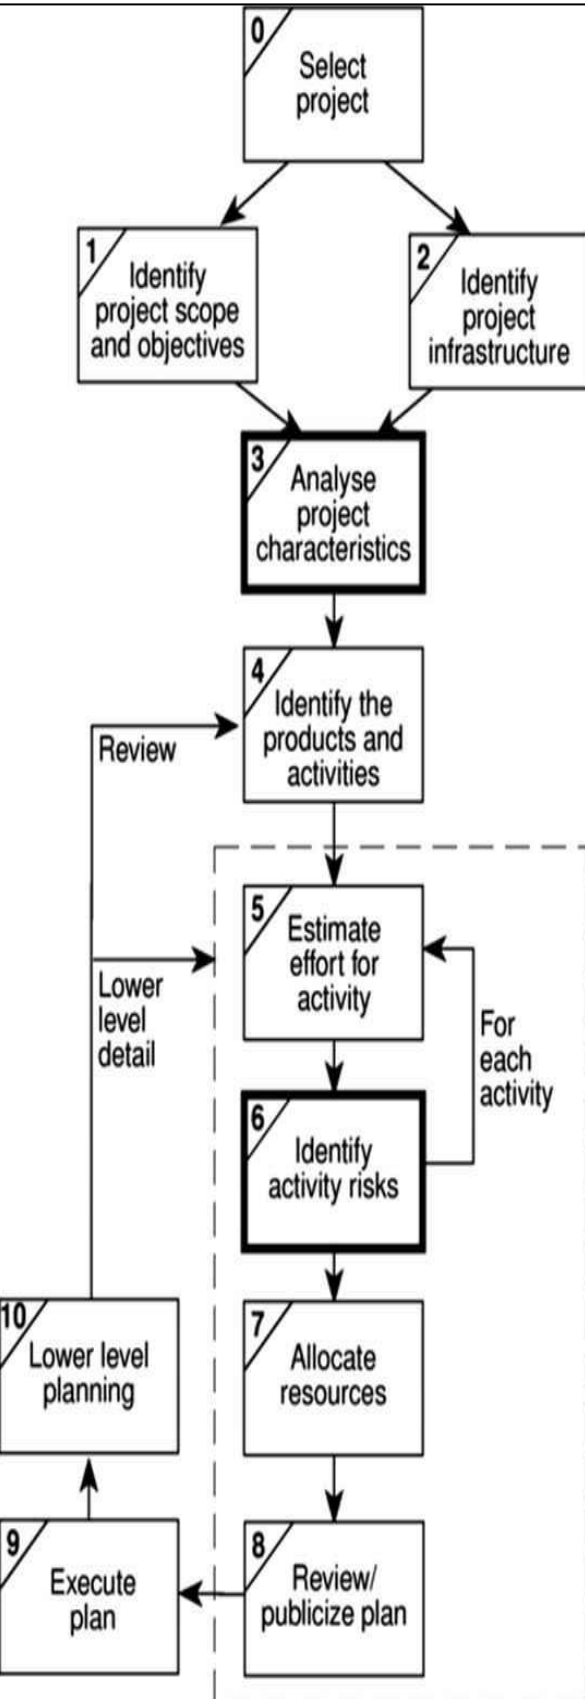 0
Select
project
1
Identify
project scope
and objectives
2
Identify
project
infrastructure
3
Analyse
project
characteristics
4
Identify the
products and
activities
Review
5
Estimate
effort for
activity
Lower
level
detail
For
each
activity
6
Identify
activity risks
10
Lower level
planning
7
Allocate
resources
9
Execute
plan
8
Review/
publicize plan